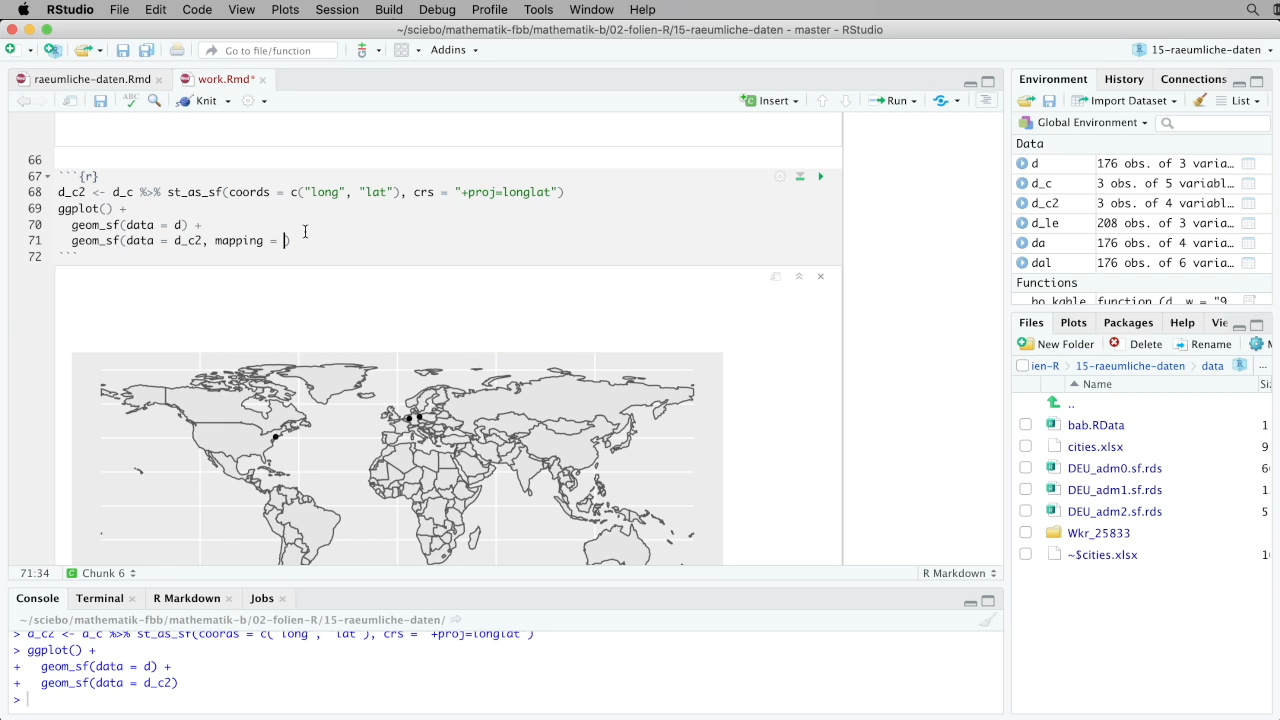 RStudio File Edit Code View Plots Session Build Debug Profile Tools Window Help
~/sciebo/mathematik-fbb/mathematik-b/02-folien-R/15-raeumliche-daten - master - RStudio
Go to file/function Addins 15-raeumliche-daten
raeumliche-daten.Rmd work.Rmd*
ABC Knit Insert Run
66
67 ```{r}
68 d_c2 <- d_c %>% st_as_sf(coords = c("long", "lat"), crs = "+proj=longlat")
69 ggplot() +
70 geom_sf(data = d) +
71 geom_sf(data = d_c2, mapping = )
72 ```
71:34 Chunk 6 R Markdown
Console Terminal R Markdown Jobs
~/sciebo/mathematik-fbb/mathematik-b/02-folien-R/15-raeumliche-daten/
> d_c2 <- d_c %>% st_as_sf(coords = c("long", "lat"), crs = "+proj=longlat")
> ggplot() +
+ geom_sf(data = d) +
+ geom_sf(data = d_c2)
>
Environment History Connections
Import Dataset List
Global Environment
Data
d 176 obs. of 3 varia…
d_c 3 obs. of 5 variab…
d_c2 3 obs. of 4 variab…
d_le 208 obs. of 3 varia…
da 176 obs. of 4 varia…
dal 176 obs. of 6 varia…
Functions
bo_kable function (d, w = "9
Files Plots Packages Help Vie
New Folder Delete Rename M
ien-R 15-raeumliche-daten data ...
Name Siz
..
bab.RData 1
cities.xlsx 9
DEU_adm0.sf.rds 6
DEU_adm1.sf.rds 1
DEU_adm2.sf.rds 5
Wkr_25833
~$cities.xlsx 1